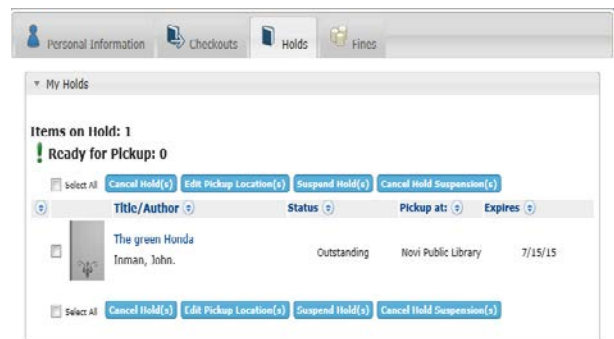 Personal Information Checkouts Holds Fines
My Holds
Items on Hold: 1
Ready for Pickup: 0
Select All Cancel Hold(s) Edit Pickup Location(s) Suspend Hold(s) Cancel Hold Suspension(s)
Title/Author Status Pickup at: Expires
The green Honda
Inman, John. Outstanding Novi Public Library 7/15/15
Select All Cancel Hold(s) Edit Pickup Location(s) Suspend Hold(s) Cancel Hold Suspension(s)